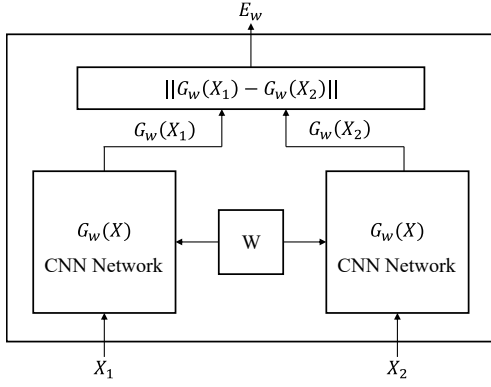 E_w
||G_w(X_1) − G_w(X_2)||
G_w(X_1)
G_w(X_2)
G_w(X)
CNN Network
W
G_w(X)
CNN Network
X_1
X_2